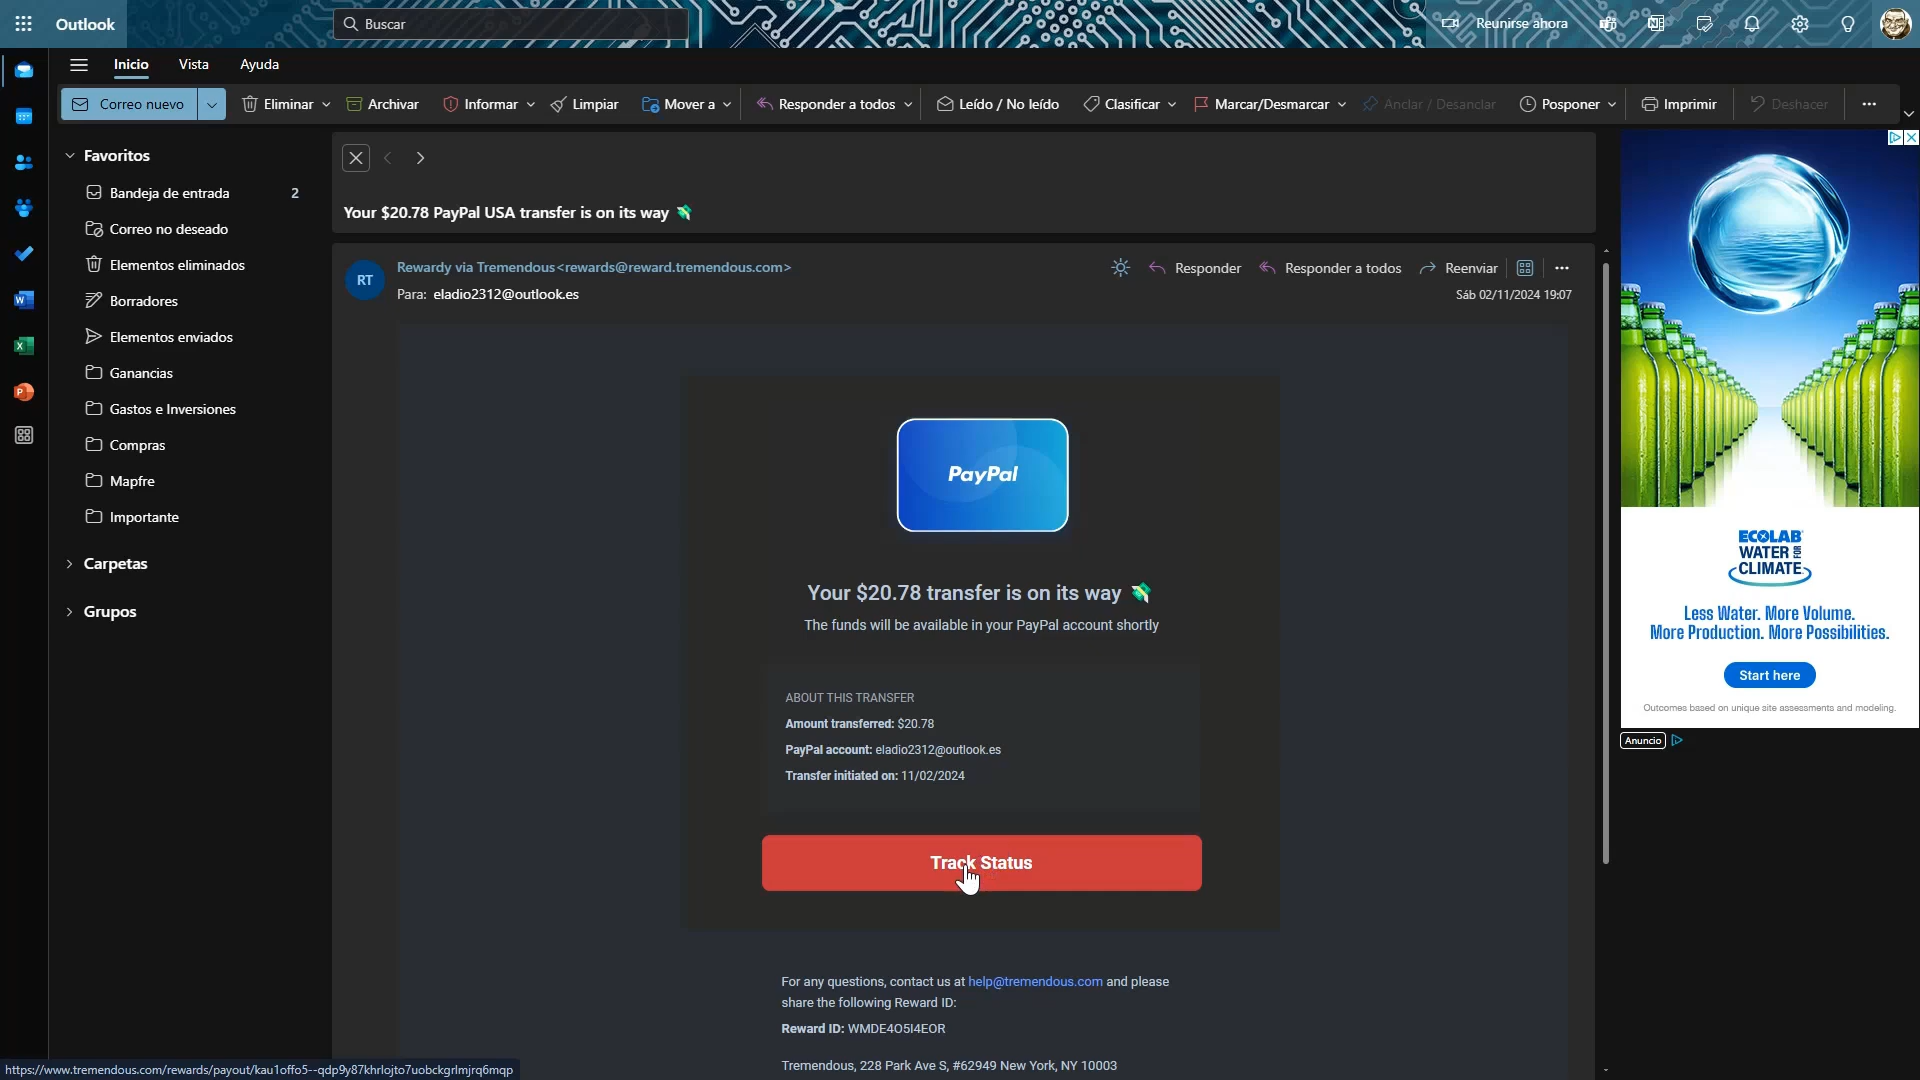 Outlook
Buscar
Reunirse ahora
Inicio
Vista
Ayuda
Correo nuevo
Eliminar
Archivar
Informar
Limpiar
Mover a
Responder a todos
Leído / No leído
Clasificar
Marcar/Desmarcar
Anclar / Desanclar
Posponer
Imprimir
Deshacer
Favoritos
Bandeja de entrada 2
Correo no deseado
Elementos eliminados
Borradores
Elementos enviados
Ganancias
Gastos e Inversiones
Compras
Mapfre
Importante
Carpetas
Grupos
Your $20.78 PayPal USA transfer is on its way 💸
RT
Rewardy via Tremendous<rewards@reward.tremendous.com>
Para: eladio2312@outlook.es
Responder
Responder a todos
Reenviar
Sáb 02/11/2024 19:07
PayPal
Your $20.78 transfer is on its way 💸
The funds will be available in your PayPal account shortly
ABOUT THIS TRANSFER
Amount transferred: $20.78
PayPal account: eladio2312@outlook.es
Transfer initiated on: 11/02/2024
Track Status
For any questions, contact us at help@tremendous.com and please
share the following Reward ID:
Reward ID: WMDE4O5I4EOR
Tremendous, 228 Park Ave S, #62949 New York, NY 10003
ECOLAB
WATER FOR
CLIMATE
Less Water. More Volume.
More Production. More Possibilities.
Start here
Outcomes based on unique site assessments and modeling.
Anuncio
https://www.tremendous.com/rewards/payout/kau1offo5--qdp9y87khrlojto7uobckgrlmjrq6mqp